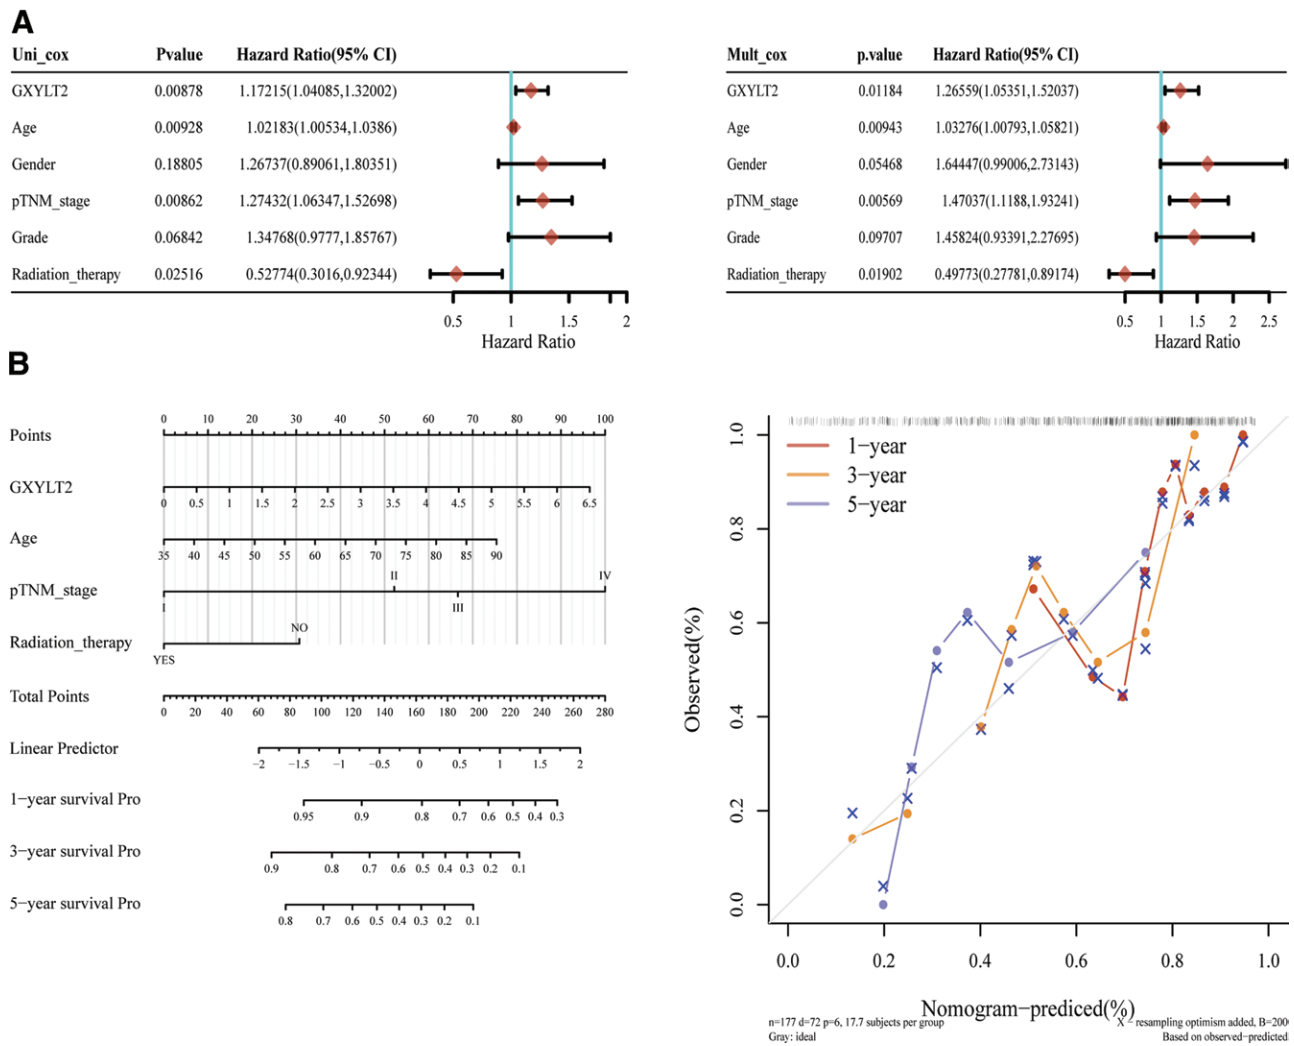 A
Uni_cox Pvalue Hazard Ratio(95% CI)
GXYLT2 0.00878 1.17215(1.04085,1.32002)
Age 0.00928 1.02183(1.00534,1.0386)
Gender 0.18805 1.26737(0.89061,1.80351)
pTNM_stage 0.00862 1.27432(1.06347,1.52698)
Grade 0.06842 1.34768(0.9777,1.85767)
Radiation_therapy 0.02516 0.52774(0.3016,0.92344)
0.5 1 1.5 2
Hazard Ratio
Mult_cox p.value Hazard Ratio(95% CI)
GXYLT2 0.01184 1.26559(1.05351,1.52037)
Age 0.00943 1.03276(1.00793,1.05821)
Gender 0.05468 1.64447(0.99006,2.73143)
pTNM_stage 0.00569 1.47037(1.1188,1.93241)
Grade 0.09707 1.45824(0.93391,2.27695)
Radiation_therapy 0.01902 0.49773(0.27781,0.89174)
0.5 1 1.5 2 2.5
Hazard Ratio
B
0 10 20 30 40 50 60 70 80 90 100
Points
GXYLT2
0 0.5 1 1.5 2 2.5 3 3.5 4 4.5 5 5.5 6 6.5
Age
35 40 45 50 55 60 65 70 75 80 85 90
II IV
pTNM_stage
I III
NO
Radiation_therapy
YES
Total Points
0 20 40 60 80 100 120 140 160 180 200 220 240 260 280
Linear Predictor
−2 −1.5 −1 −0.5 0 0.5 1 1.5 2
1−year survival Pro
0.95 0.9 0.8 0.7 0.6 0.5 0.4 0.3
3−year survival Pro
0.9 0.8 0.7 0.6 0.5 0.4 0.3 0.2 0.1
5−year survival Pro
0.8 0.7 0.6 0.5 0.4 0.3 0.2 0.1
1−year
3−year
5−year
Observed(%)
1.0
0.8
0.6
0.4
0.2
0.0
0.0 0.2 0.4 0.6 0.8 1.0
Nomogram−prediced(%)
n=177 d=72 p=6, 17.7 subjects per group
Gray: ideal
X − resampling optimism added, B=200
Based on observed−predicted